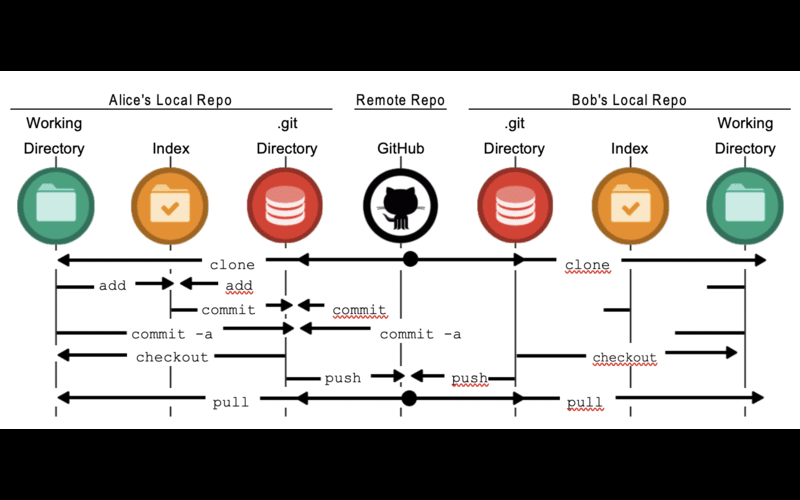 Alice's Local Repo Remote Repo Bob's Local Repo
Working .git .git Working
Directory Index Directory GitHub Directory Index Directory
clone clone
add add
commit commit
commit -a commit -a
checkout checkout
push push
pull pull